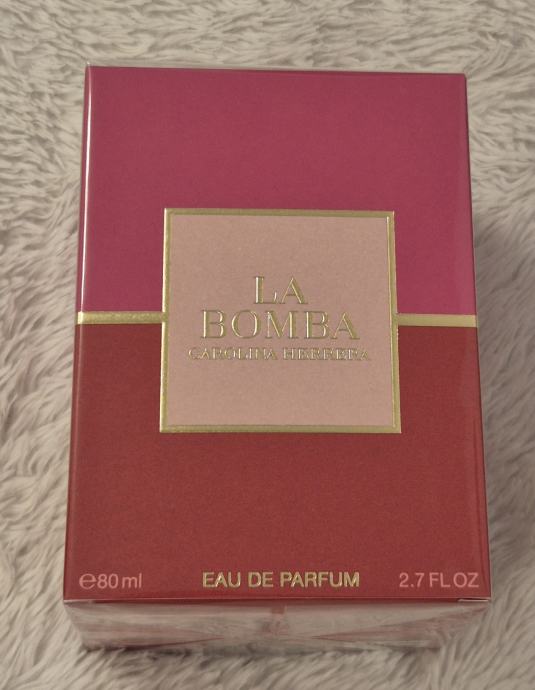 LA
BOMBA
CAROLINA HERRERA
℮80 ml EAU DE PARFUM 2.7 FL OZ